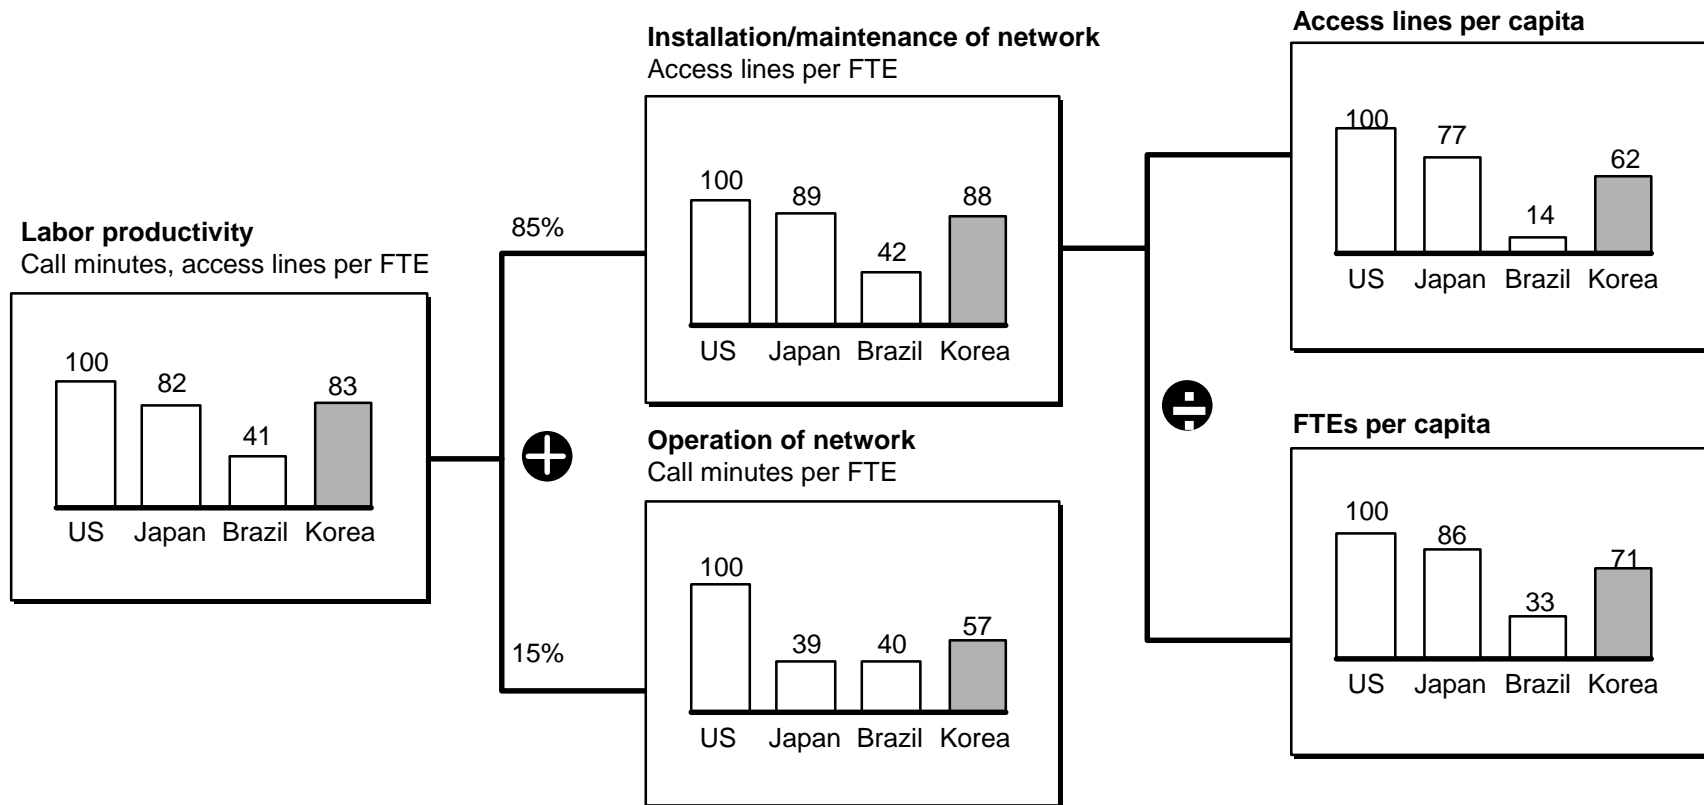 Labor productivity
Call minutes, access lines per FTE
100
82
41
83
US Japan Brazil Korea
85%
15%
Installation/maintenance of network
Access lines per FTE
100
89
42
88
US Japan Brazil Korea
Operation of network
Call minutes per FTE
100
39
40
57
US Japan Brazil Korea
Access lines per capita
100
77
14
62
US Japan Brazil Korea
FTEs per capita
100
86
33
71
US Japan Brazil Korea